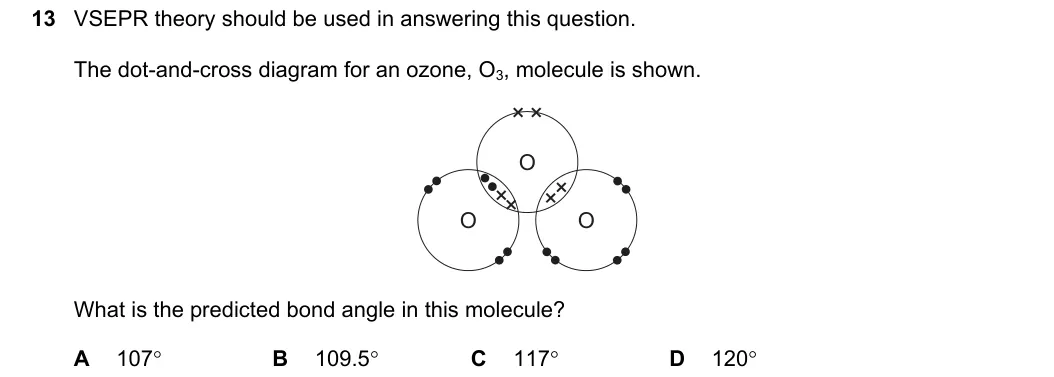 13 VSEPR theory should be used in answering this question.
The dot-and-cross diagram for an ozone, O₃, molecule is shown.
O
O O
What is the predicted bond angle in this molecule?
A 107° B 109.5° C 117° D 120°